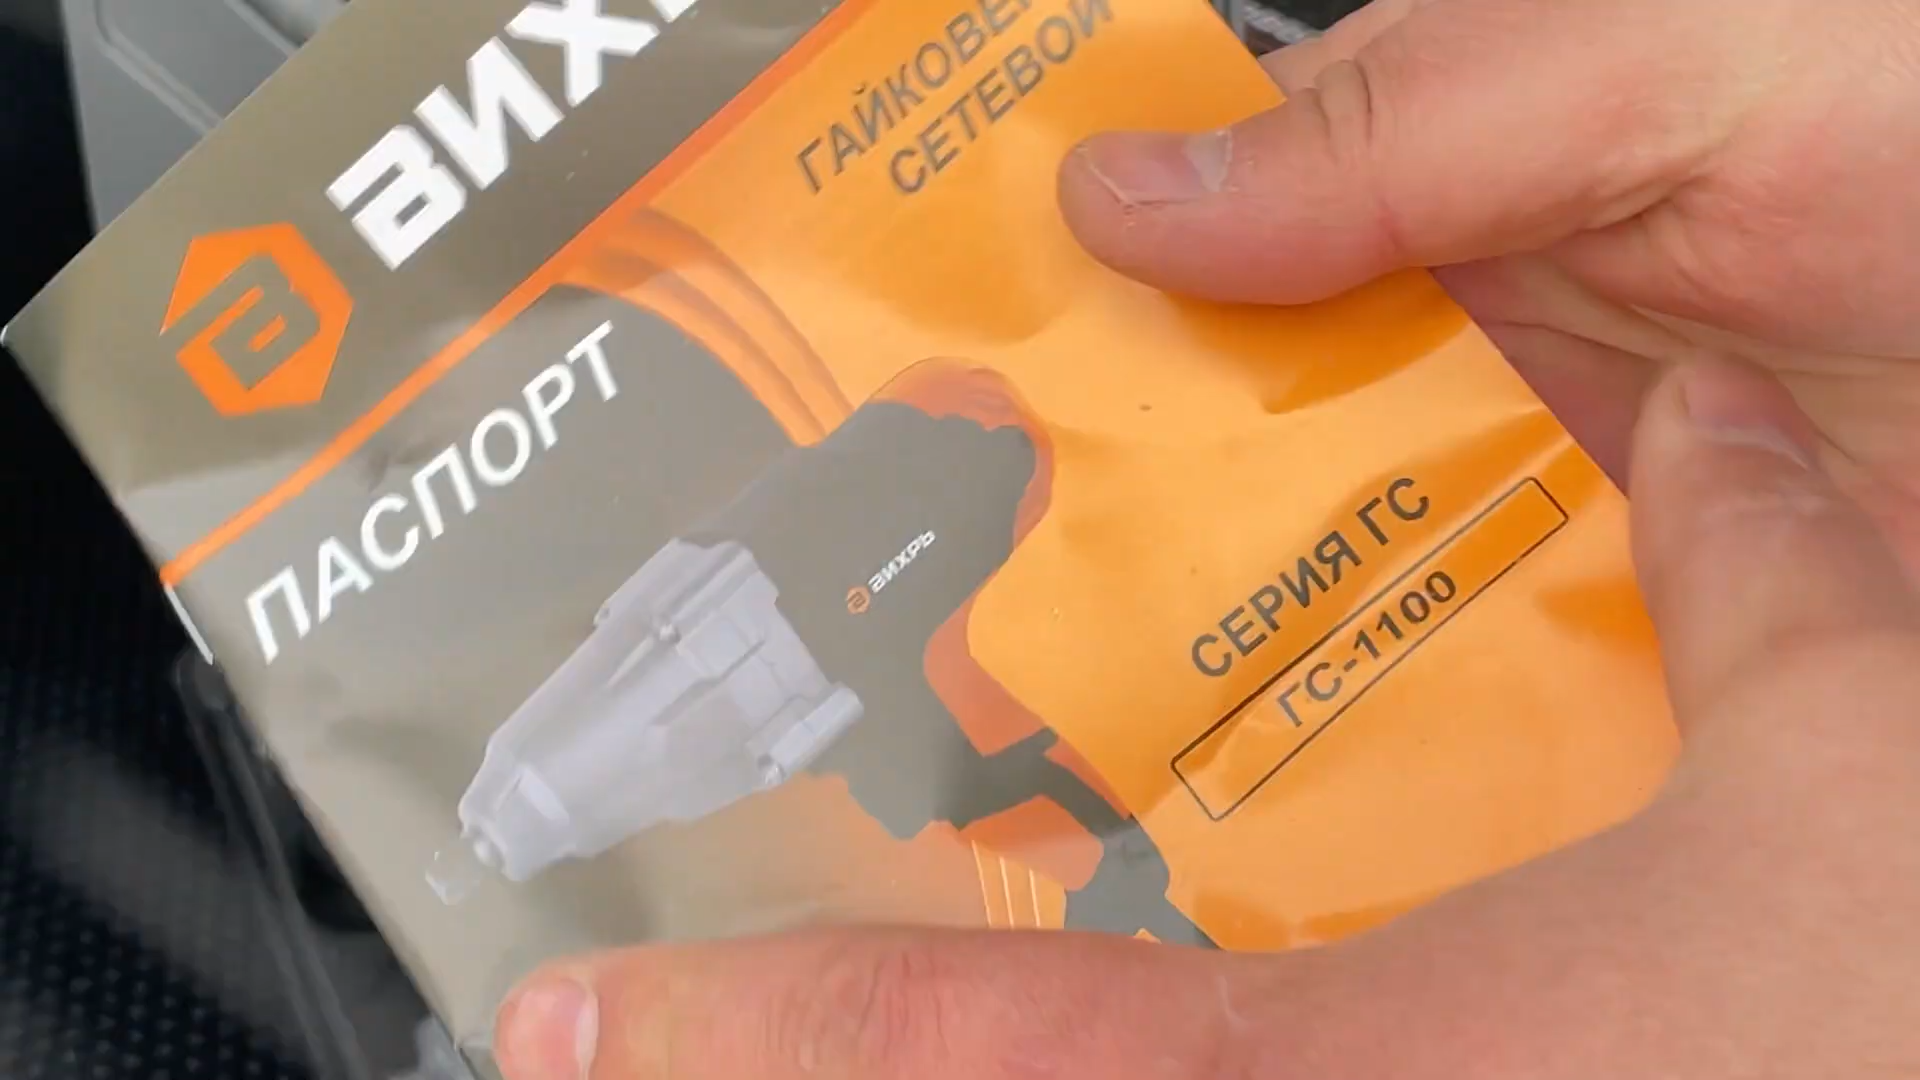 ВИХ
ГАЙКОВЕ
СЕТЕВОЙ
ПАСПОРТ
ВИХРЬ
СЕРИЯ ГС
ГС-1100